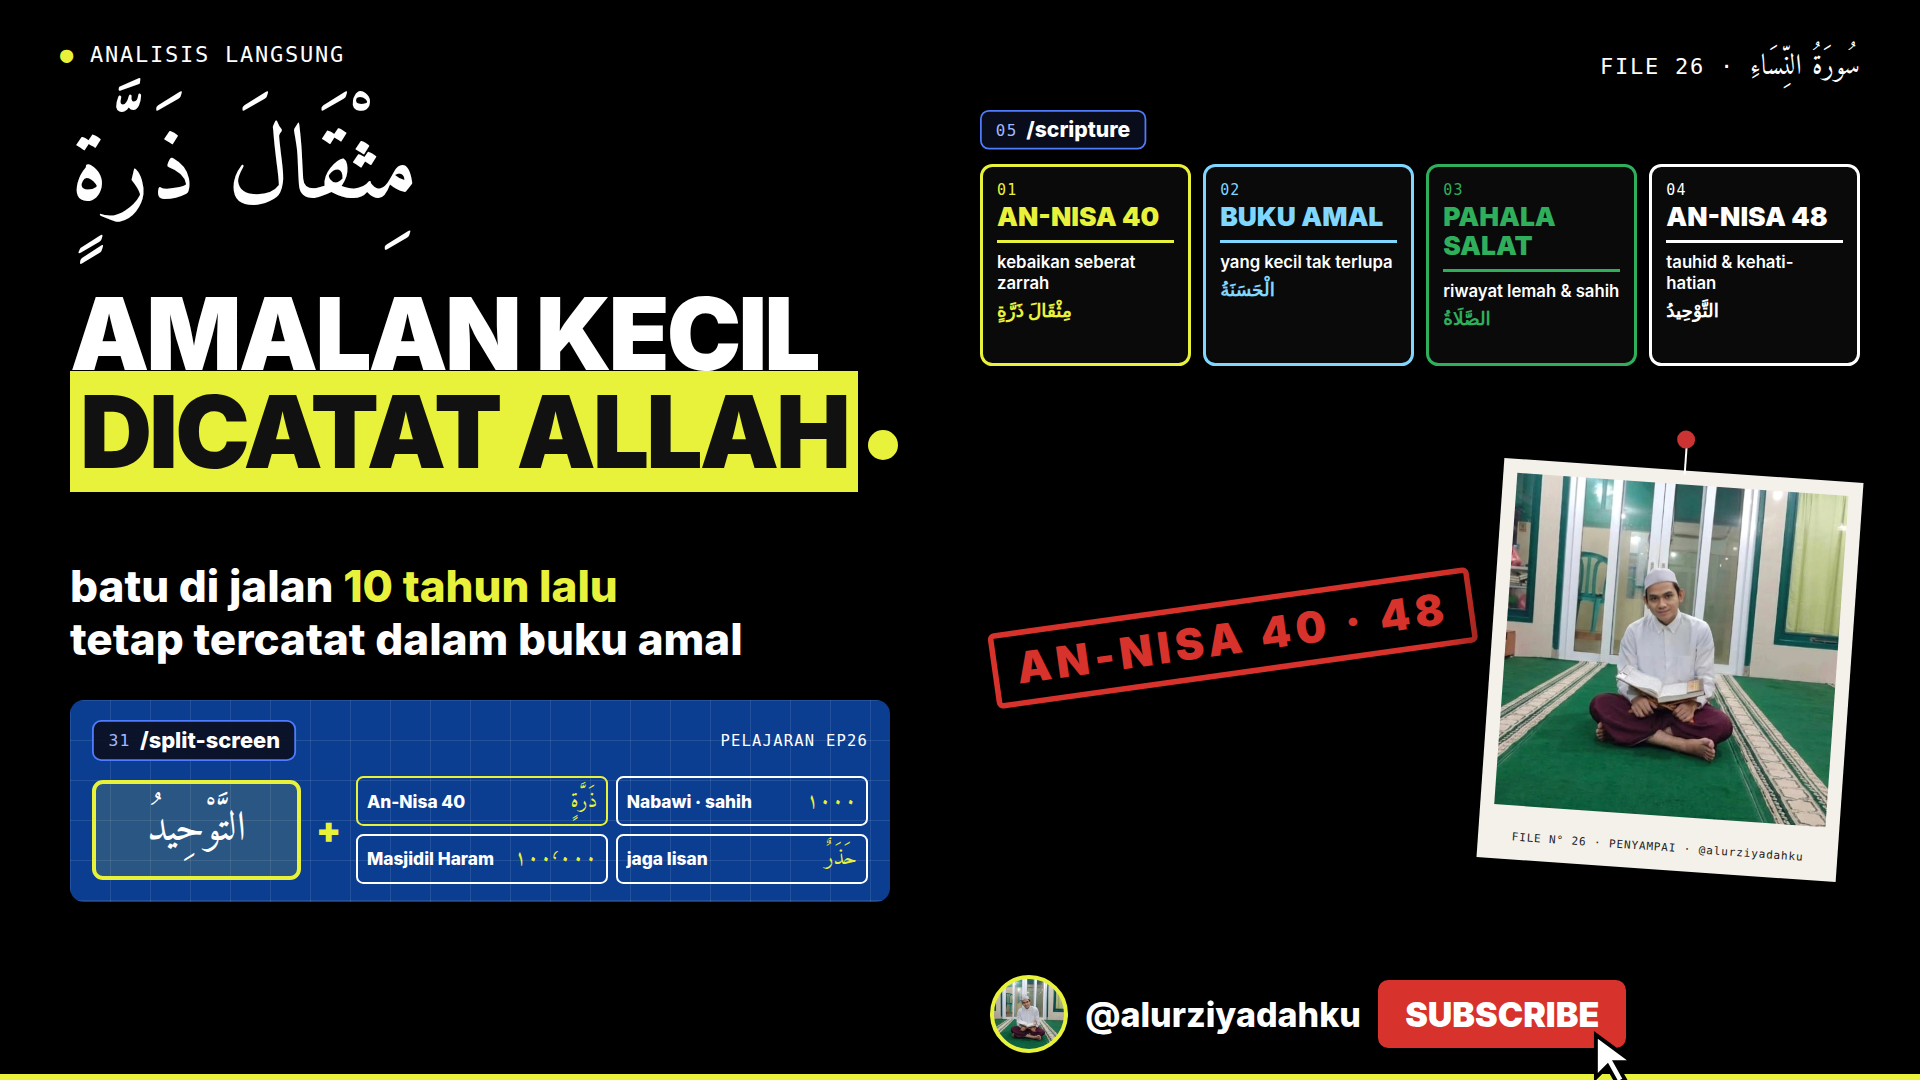 ANALISIS LANGSUNG
FILE 26 · سُورَةُ النِّسَاءِ
مِثْقَالَ ذَرَّةٍ
AMALAN KECIL
DICATAT ALLAH
batu di jalan 10 tahun lalu
tetap tercatat dalam buku amal
31 /split-screen
PELAJARAN EP26
التَّوْحِيدُ
+
An-Nisa 40 ذَرَّةٍ
Nabawi · sahih ١٠٠٠
Masjidil Haram ١٠٠٬٠٠٠
jaga lisan حَذَرٌ
05 /scripture
01
AN-NISA 40
kebaikan seberat
zarrah
مِثْقَالَ ذَرَّةٍ
02
BUKU AMAL
yang kecil tak terlupa
الْحَسَنَةُ
03
PAHALA
SALAT
riwayat lemah & sahih
الصَّلَاةُ
04
AN-NISA 48
tauhid & kehati-
hatian
التَّوْحِيدُ
AN-NISA 40 · 48
FILE N° 26 · PENYAMPAI · @alurziyadahku
@alurziyadahku
SUBSCRIBE